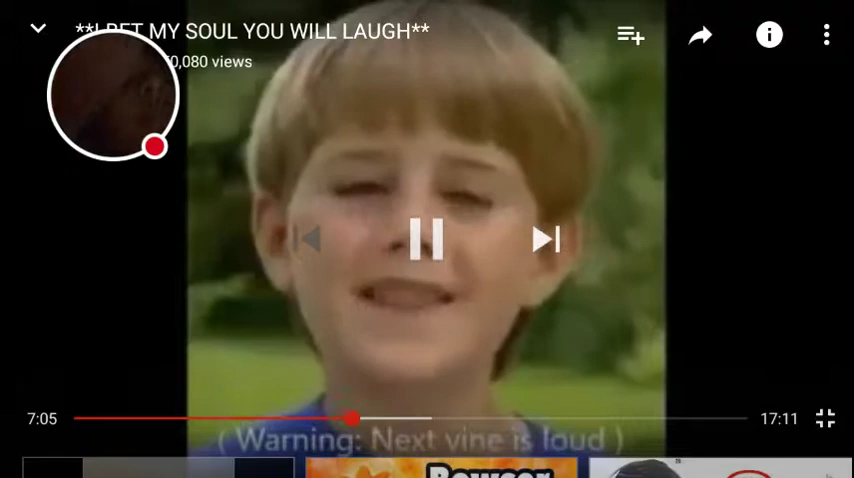 **I BET MY SOUL YOU WILL LAUGH**
0,080 views
7:05
17:11
( Warning: Next vine is loud )
Bowser